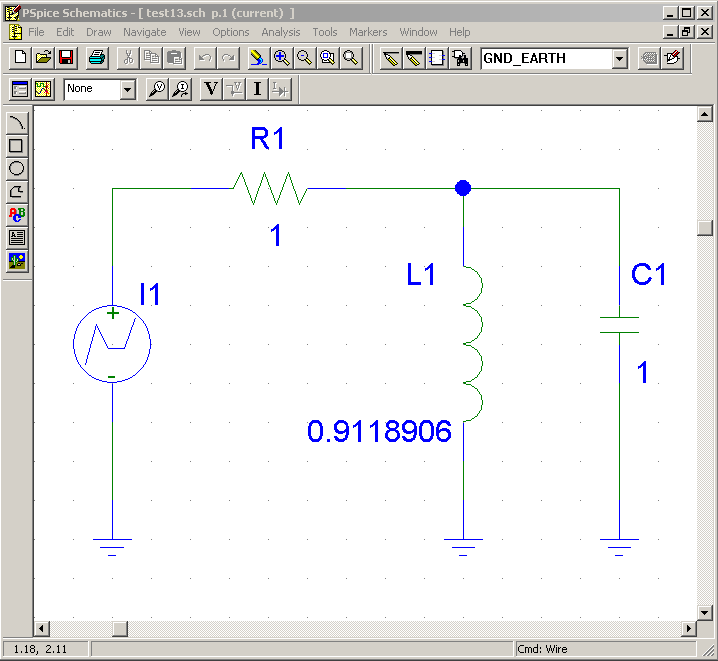 PSpice Schematics - [ test13.sch p.1 (current) ]
File Edit Draw Navigate View Options Analysis Tools Markers Window Help
GND_EARTH
None
V V I I
ABC
R1
1
I1
+
-
L1
0.9118906
C1
1
1.18, 2.11
Cmd: Wire